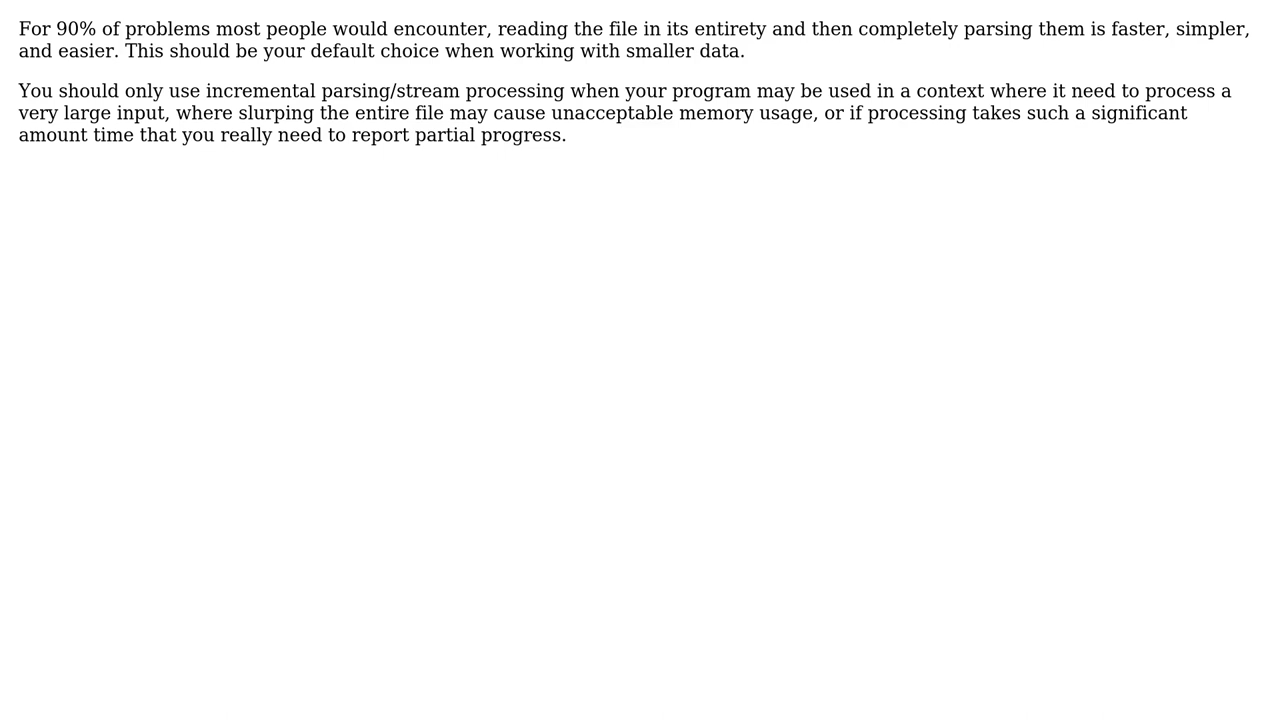 For 90% of problems most people would encounter, reading the file in its entirety and then completely parsing them is faster, simpler,
and easier. This should be your default choice when working with smaller data.
You should only use incremental parsing/stream processing when your program may be used in a context where it need to process a
very large input, where slurping the entire file may cause unacceptable memory usage, or if processing takes such a significant
amount time that you really need to report partial progress.